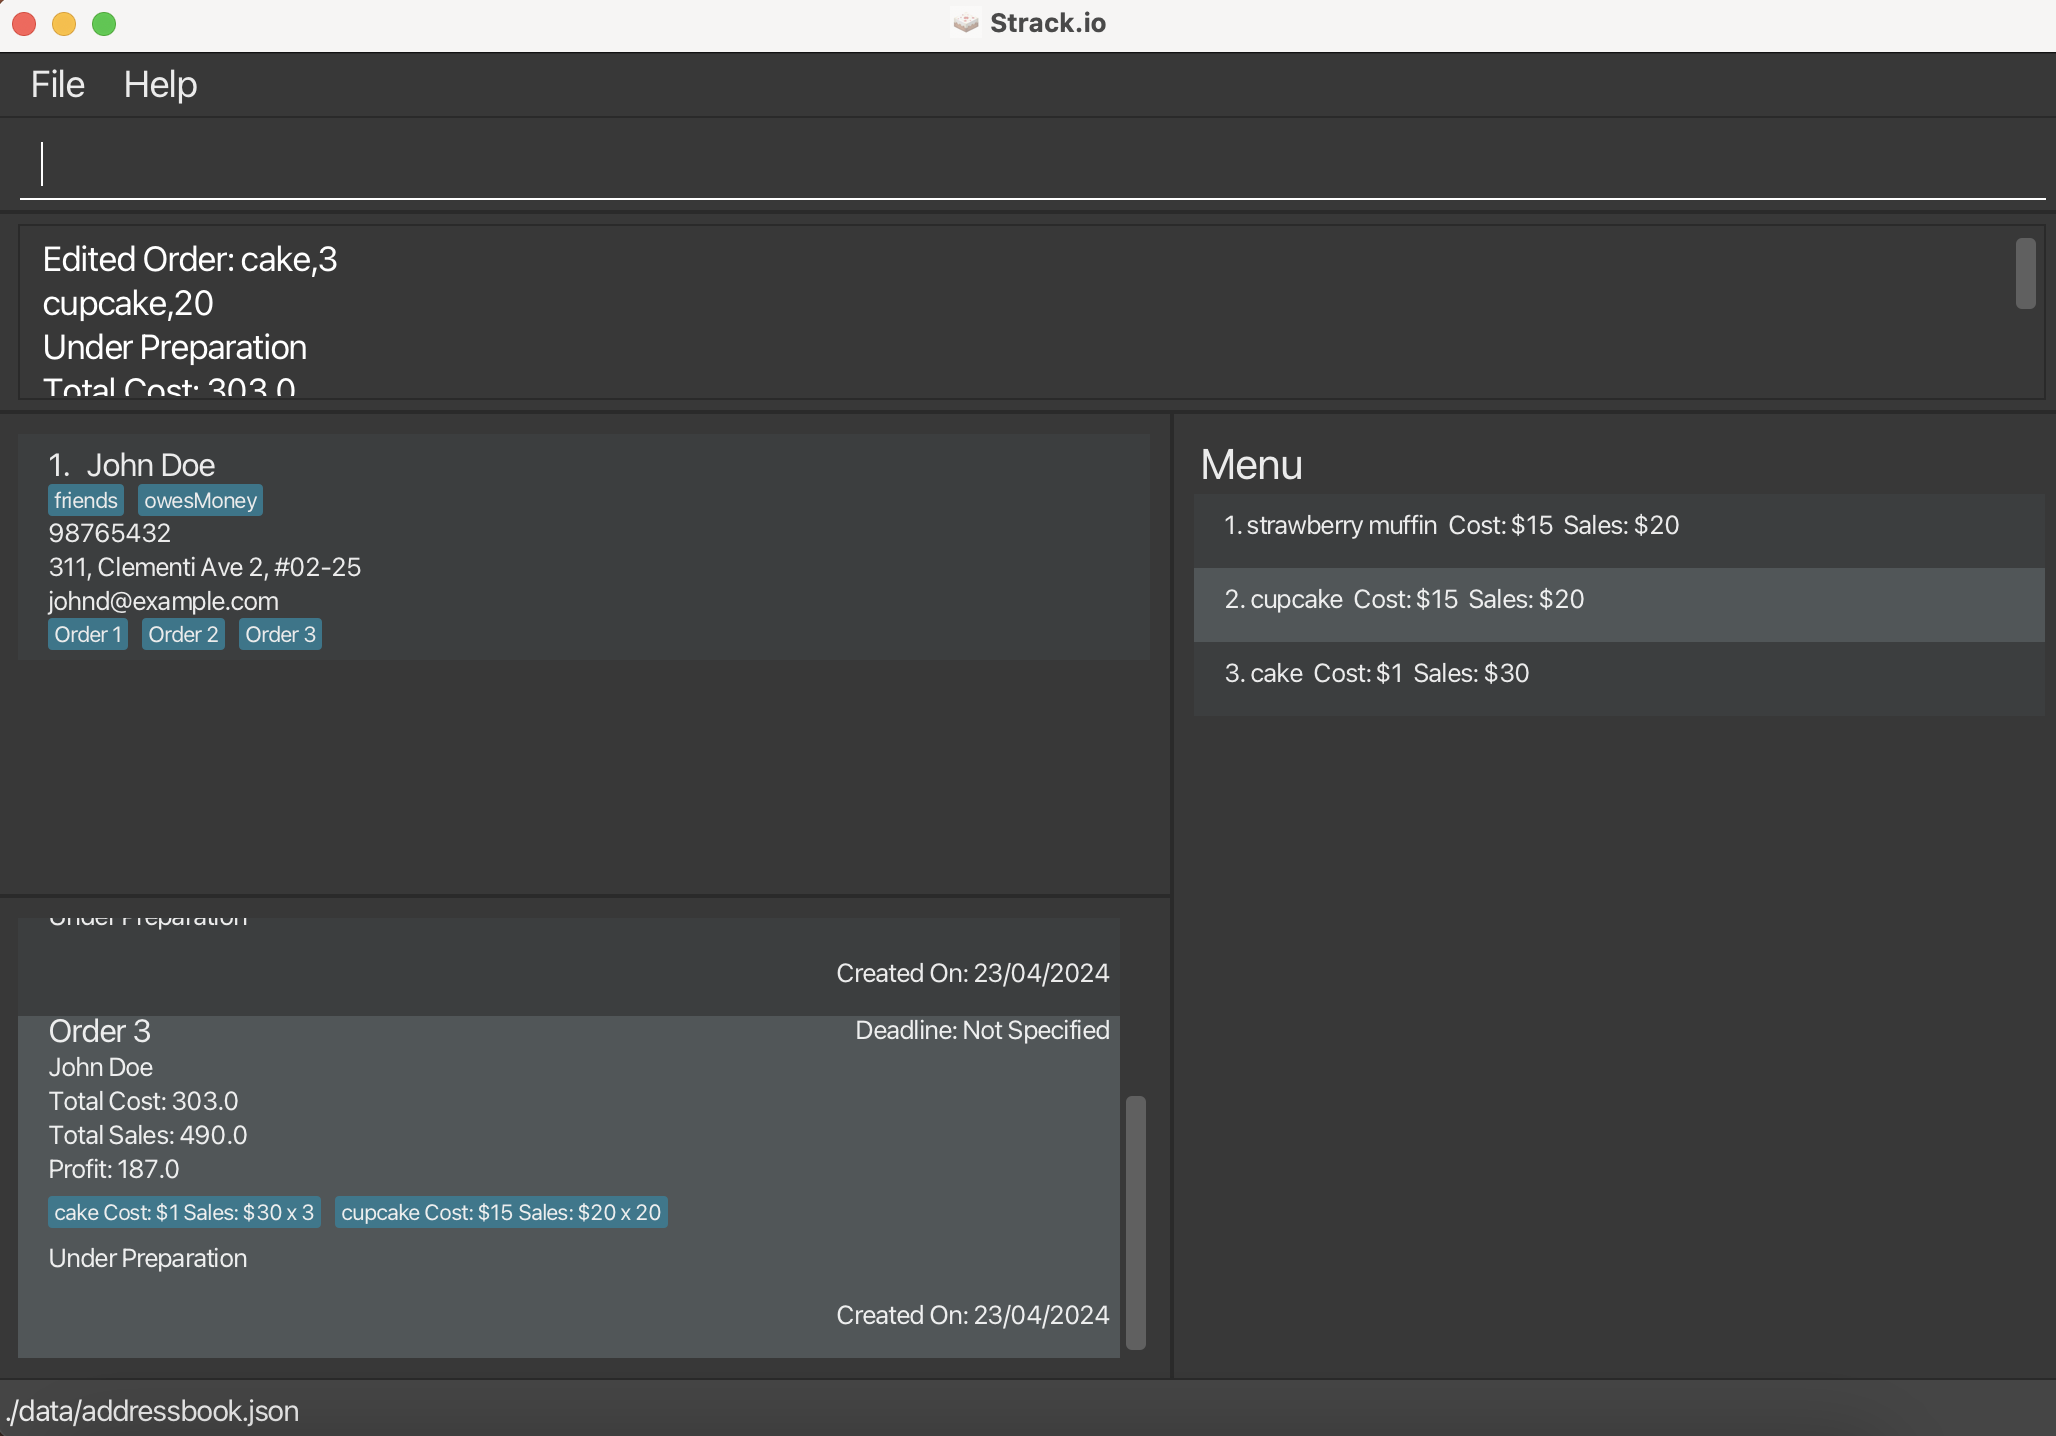 Strack.io
File Help
Edited Order: cake,3
cupcake,20
Under Preparation
Total Cost: 303.0
1. John Doe
friends owesMoney
98765432
311, Clementi Ave 2, #02-25
johnd@example.com
Order 1 Order 2 Order 3
Menu
1. strawberry muffin Cost: $15 Sales: $20
2. cupcake Cost: $15 Sales: $20
3. cake Cost: $1 Sales: $30
Under Preparation
Created On: 23/04/2024
Order 3 Deadline: Not Specified
John Doe
Total Cost: 303.0
Total Sales: 490.0
Profit: 187.0
cake Cost: $1 Sales: $30 x 3 cupcake Cost: $15 Sales: $20 x 20
Under Preparation
Created On: 23/04/2024
./data/addressbook.json